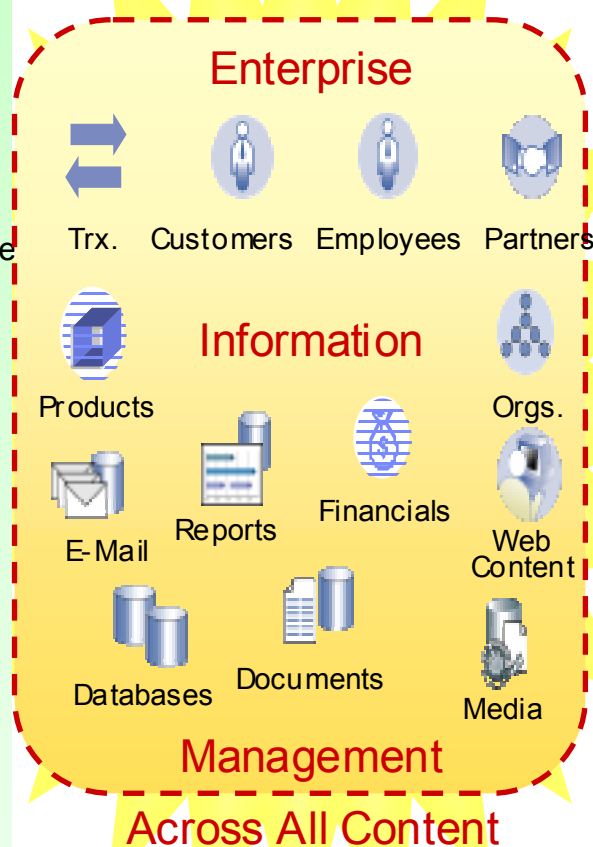 Enterprise
e
Trx. Customers Employees Partners
Information
Products
Orgs.
E-Mail
Reports
Financials
Web
Content
Databases
Documents
Media
Management
Across All Content